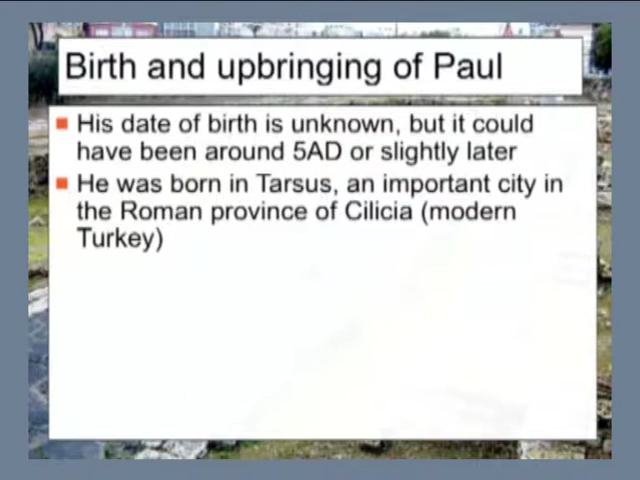 Birth and upbringing of Paul
His date of birth is unknown, but it could
have been around 5AD or slightly later
He was born in Tarsus, an important city in
the Roman province of Cilicia (modern
Turkey)